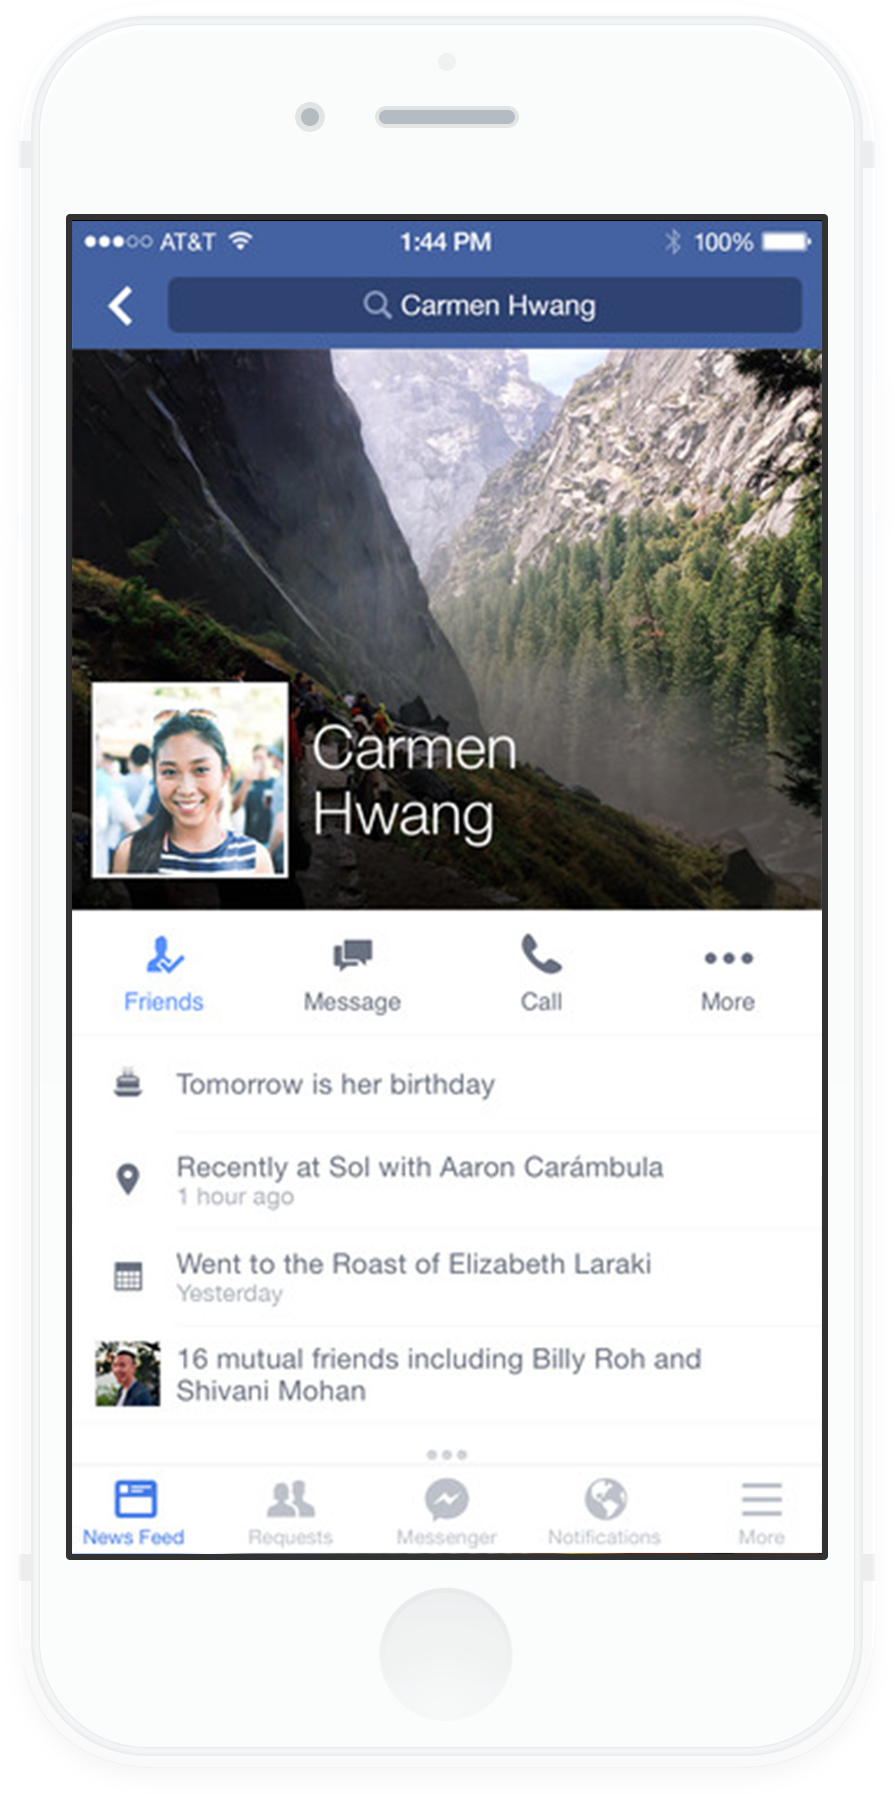 AT&T 1:44 PM 100%
Carmen Hwang
Carmen
Hwang
Friends Message Call More
Tomorrow is her birthday
Recently at Sol with Aaron Carámbula
1 hour ago
Went to the Roast of Elizabeth Laraki
Yesterday
16 mutual friends including Billy Roh and
Shivani Mohan
News Feed Requests Messenger Notifications More